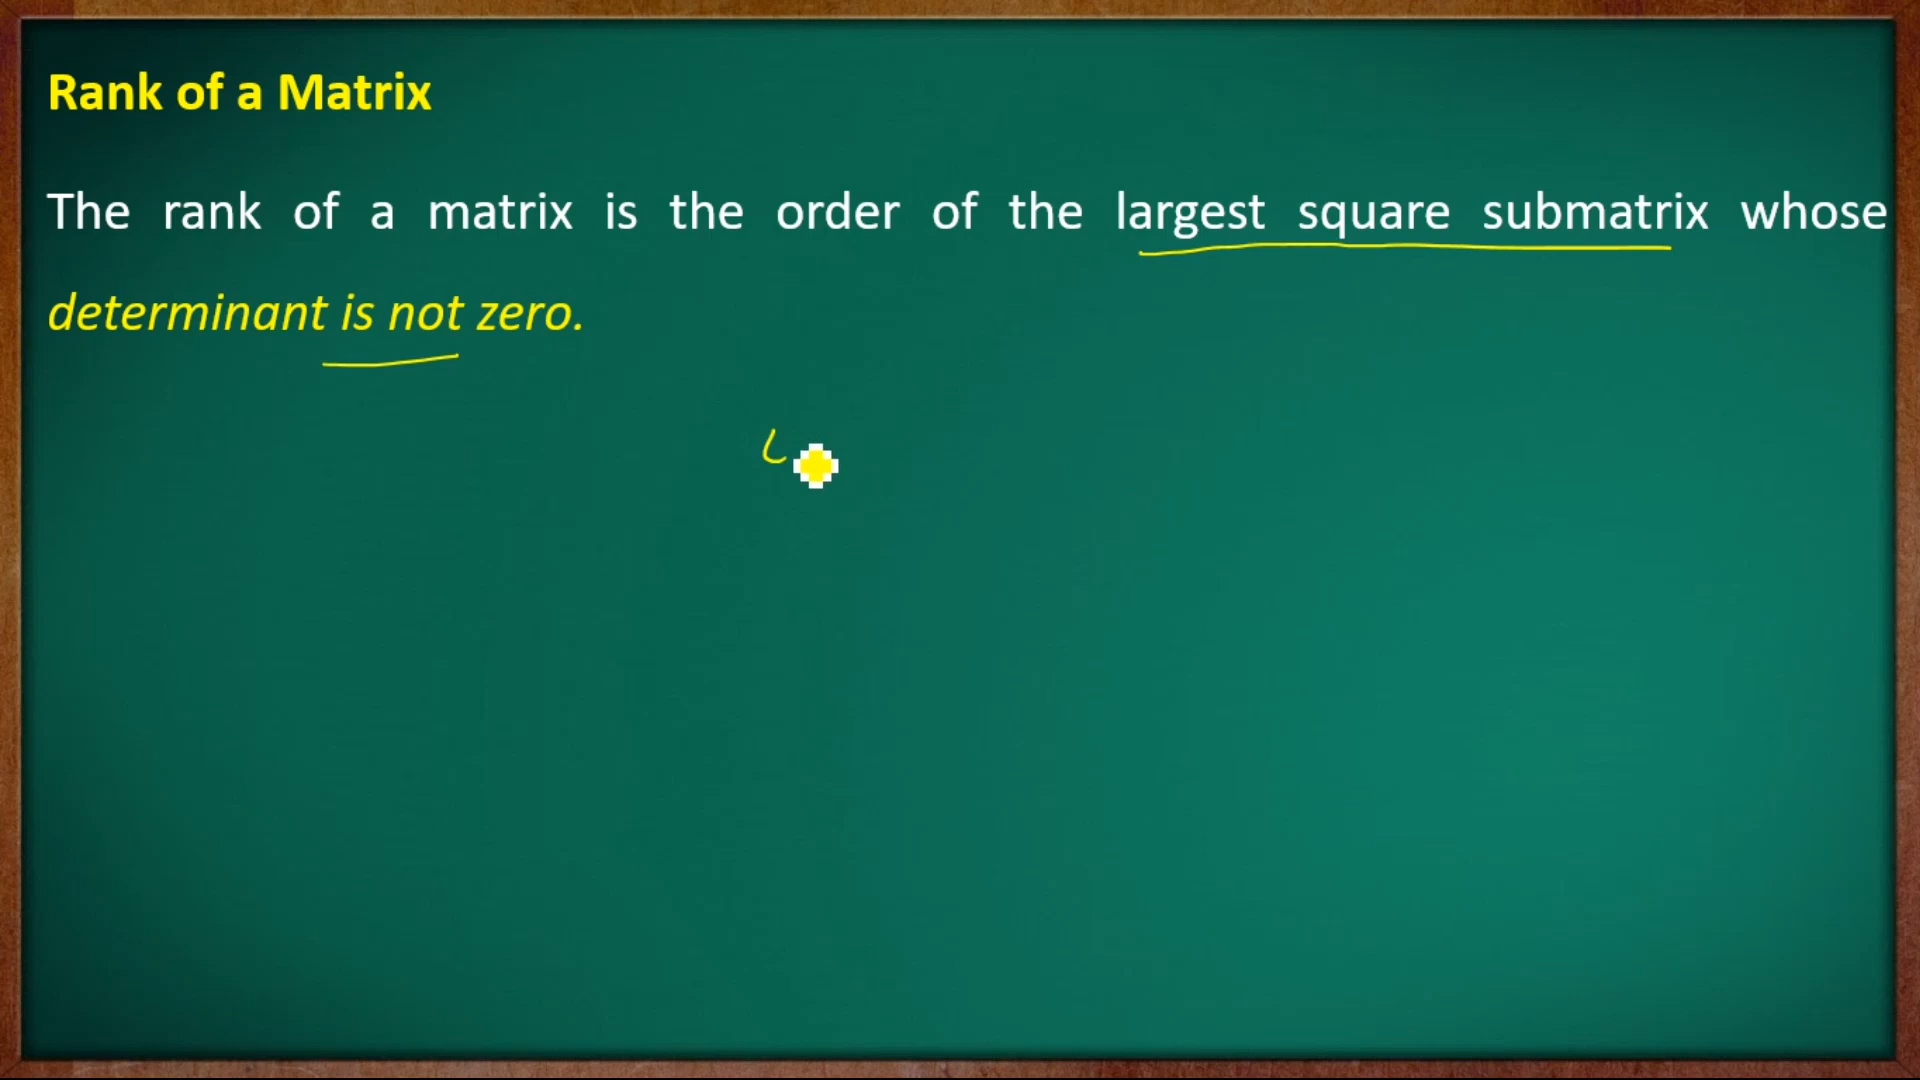 Rank of a Matrix
The rank of a matrix is the order of the largest square submatrix whose
determinant is not zero.